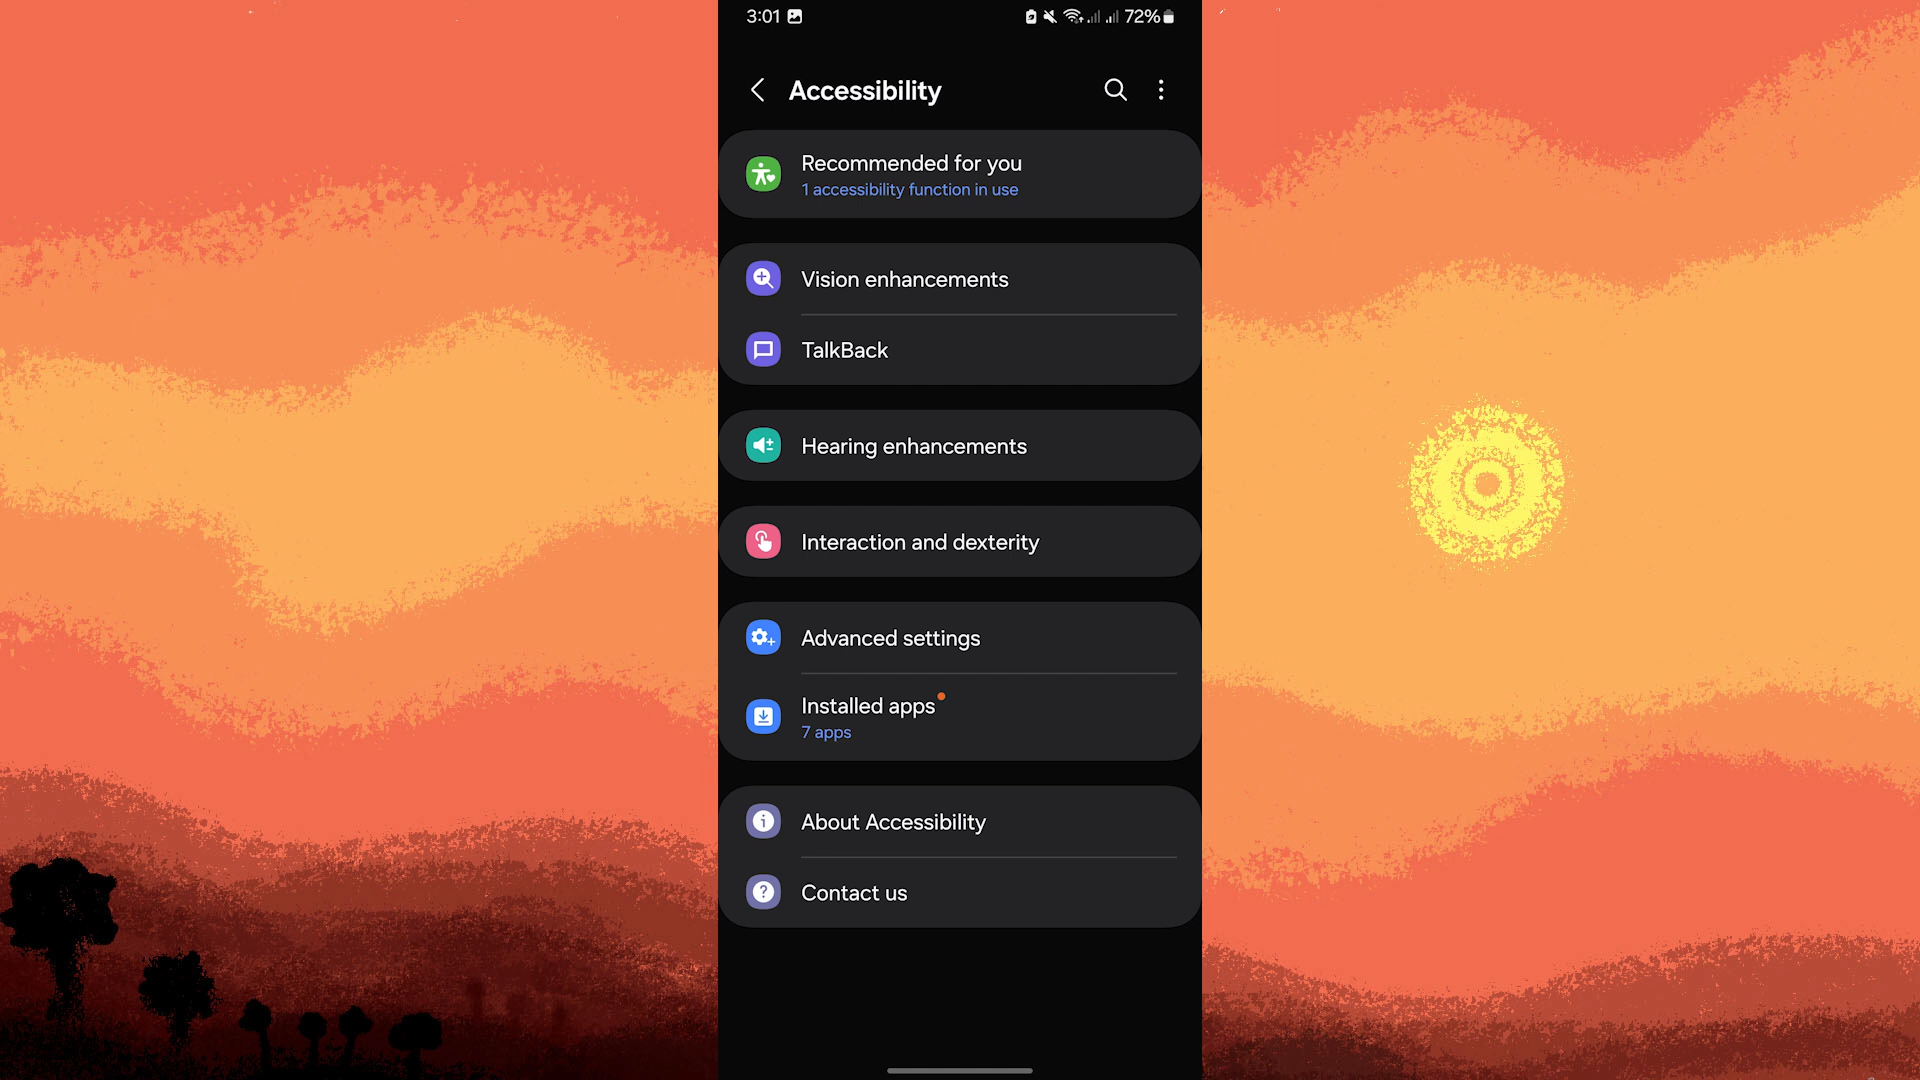 3:01
72%
Accessibility
Recommended for you
1 accessibility function in use
Vision enhancements
TalkBack
Hearing enhancements
Interaction and dexterity
Advanced settings
Installed apps
7 apps
About Accessibility
Contact us